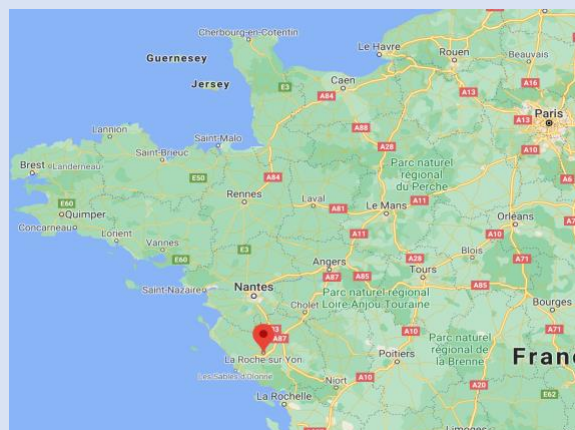 Cherbourg-en-Cotentin
Le Havre
Rouen
Beauvais
Guernesey
Jersey
E3
Caen
A84
A13
A16
Paris
A13
A10
Lannion
Saint-Malo
A88
A28
Parc naturel
régional
du Perche
Brest
Landerneau
Saint-Brieuc
E50
A84
A11
A6
E60
Quimper
Rennes
Laval
A81
Le Mans
Orléans
A7
Concarneau
Lorient
Vannes
E3
A11
A10
E60
Angers
A28
Blois
A71
Saint-Nazaire
Nantes
A87
Tours
A85
A85
Cholet
Parc naturel régional
Loire-Anjou-Touraine
Bourges
A87
A10
A71
La Roche-sur-Yon
Poitiers
Parc naturel
régional de
la Brenne
Franc
Les Sables-d'Olonne
Niort
A10
A20
E62
La Rochelle
Limoges